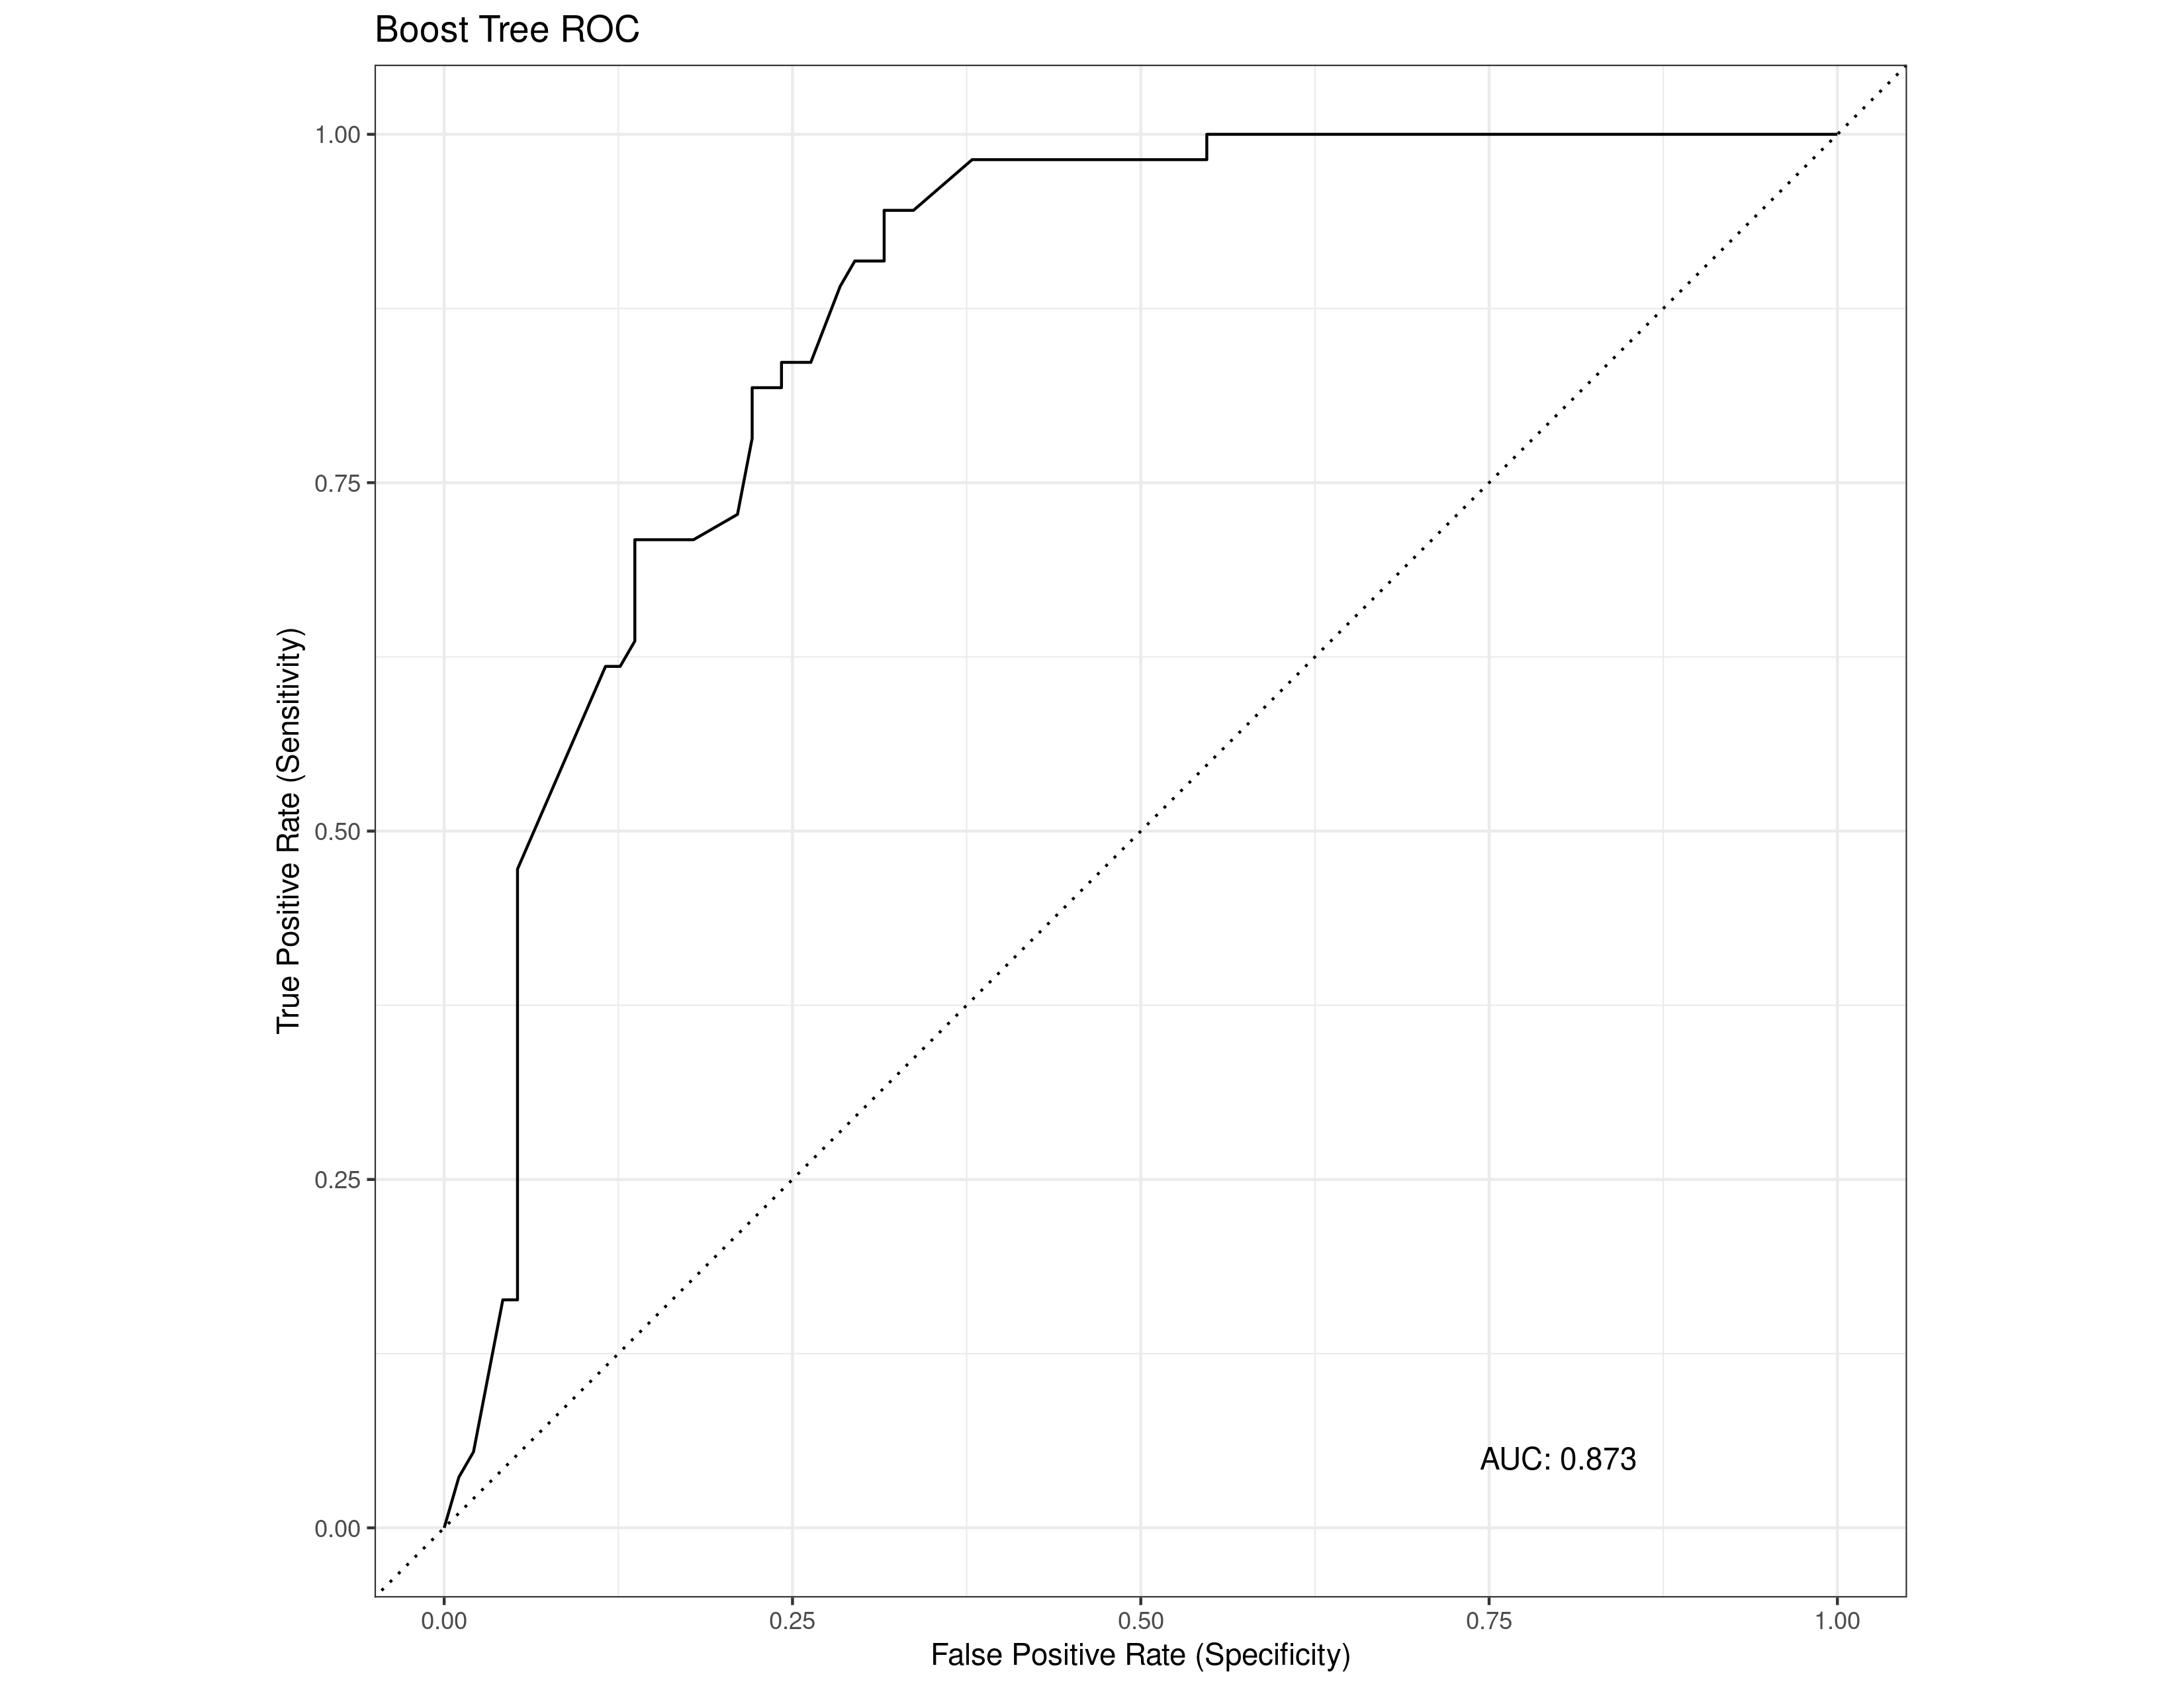 Boost Tree ROC
True Positive Rate (Sensitivity)
1.00
0.75
0.50
0.25
0.00
AUC: 0.873
0.00 0.25 0.50 0.75 1.00
False Positive Rate (Specificity)